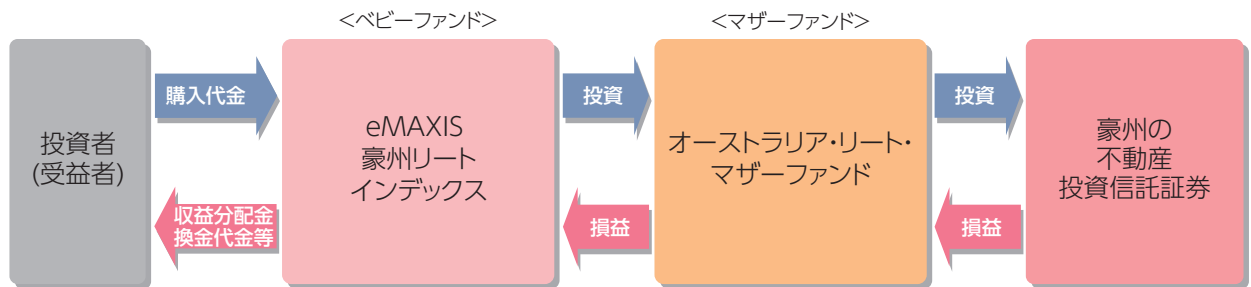 <ベビーファンド>
<マザーファンド>
投資者
(受益者)
購入代金
収益分配金
換金代金等
eMAXIS
豪州リート
インデックス
投資
損益
オーストラリア・リート・
マザーファンド
投資
損益
豪州の
不動産
投資信託証券